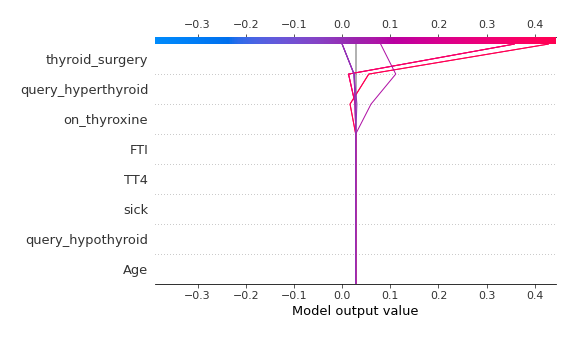 −0.3 −0.2 −0.1 0.0 0.1 0.2 0.3 0.4
thyroid_surgery
query_hyperthyroid
on_thyroxine
FTI
TT4
sick
query_hypothyroid
Age
−0.3 −0.2 −0.1 0.0 0.1 0.2 0.3 0.4
Model output value